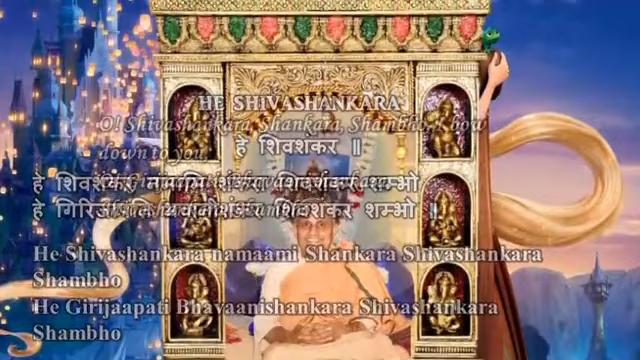 HE SHIVASHANKARA
O! Shivashankara, Shankara, Shambho, I bow
down to you
हे शिवशंकर ॥
हे शिवशंकर नमामि शंकर शिवशंकर शम्भो
हे गिरिजापति भवानीशंकर शिवशंकर शम्भो
He Shivashankara namaami Shankara Shivashankara
Shambho
He Girijaapati Bhavaanishankara Shivashankara
Shambho